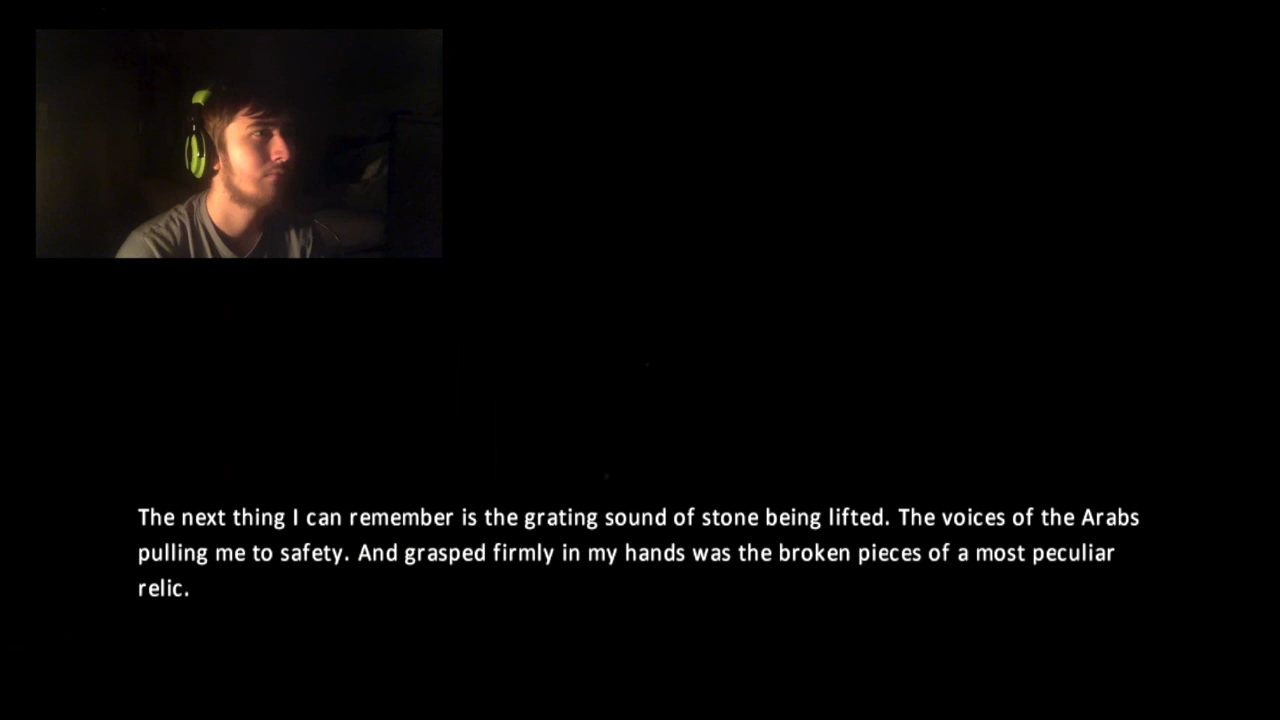 The next thing I can remember is the grating sound of stone being lifted. The voices of the Arabs
pulling me to safety. And grasped firmly in my hands was the broken pieces of a most peculiar
relic.